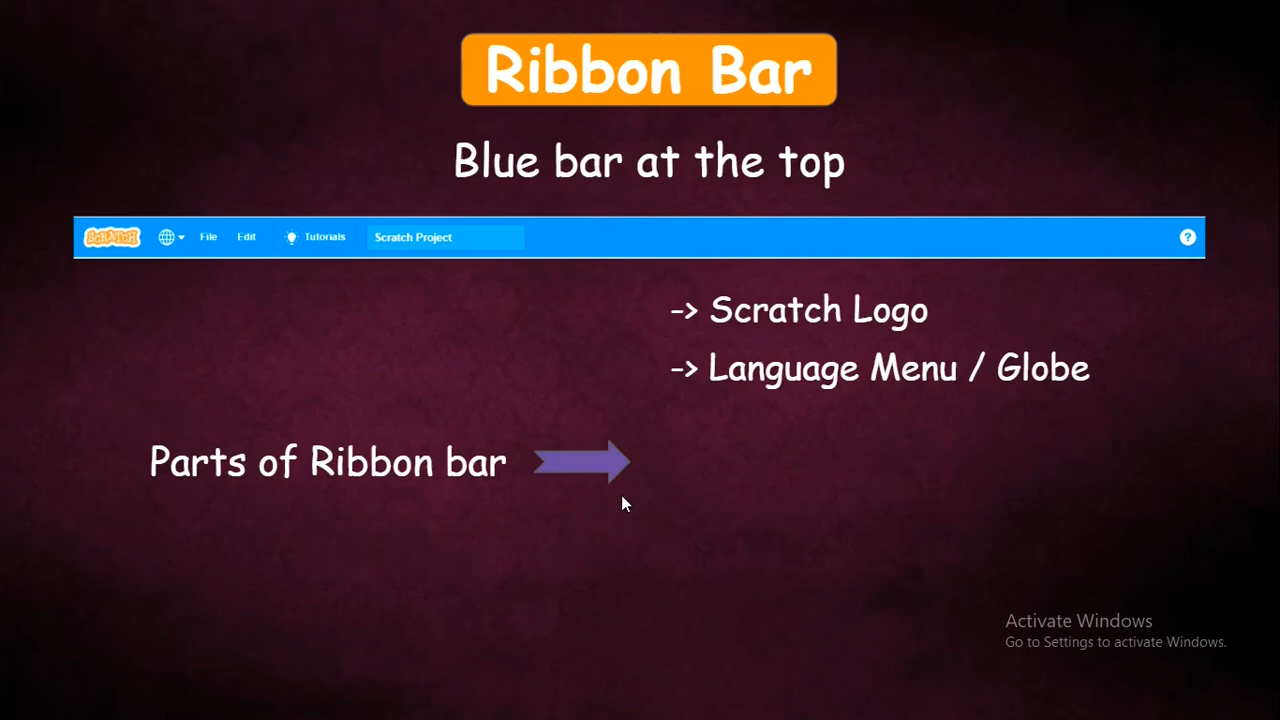 Ribbon Bar
Blue bar at the top
SCRATCH File Edit Tutorials Scratch Project ?
-> Scratch Logo
-> Language Menu / Globe
Parts of Ribbon bar
Activate Windows
Go to Settings to activate Windows.